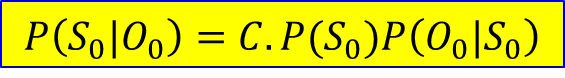 P(S₀|O₀) = C.P(S₀)P(O₀|S₀)